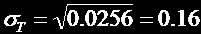 σ_T = √0.0256 = 0.16